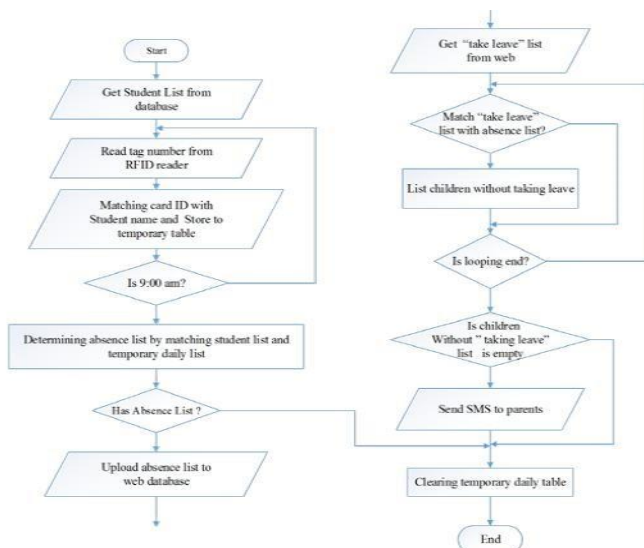 Start
Get Student List from
database
Read tag number from
RFID reader
Matching card ID with
Student name and Store to
temporary table
Is 9:00 am?
Determining absence list by matching student list and
temporary daily list
Has Absence List ?
Upload absence list to
web database
Get “take leave” list
from web
Match “take leave”
list with absence list?
List children without taking leave
Is looping end?
Is children
Without ” taking leave”
list is empty
Send SMS to parents
Clearing temporary daily table
End